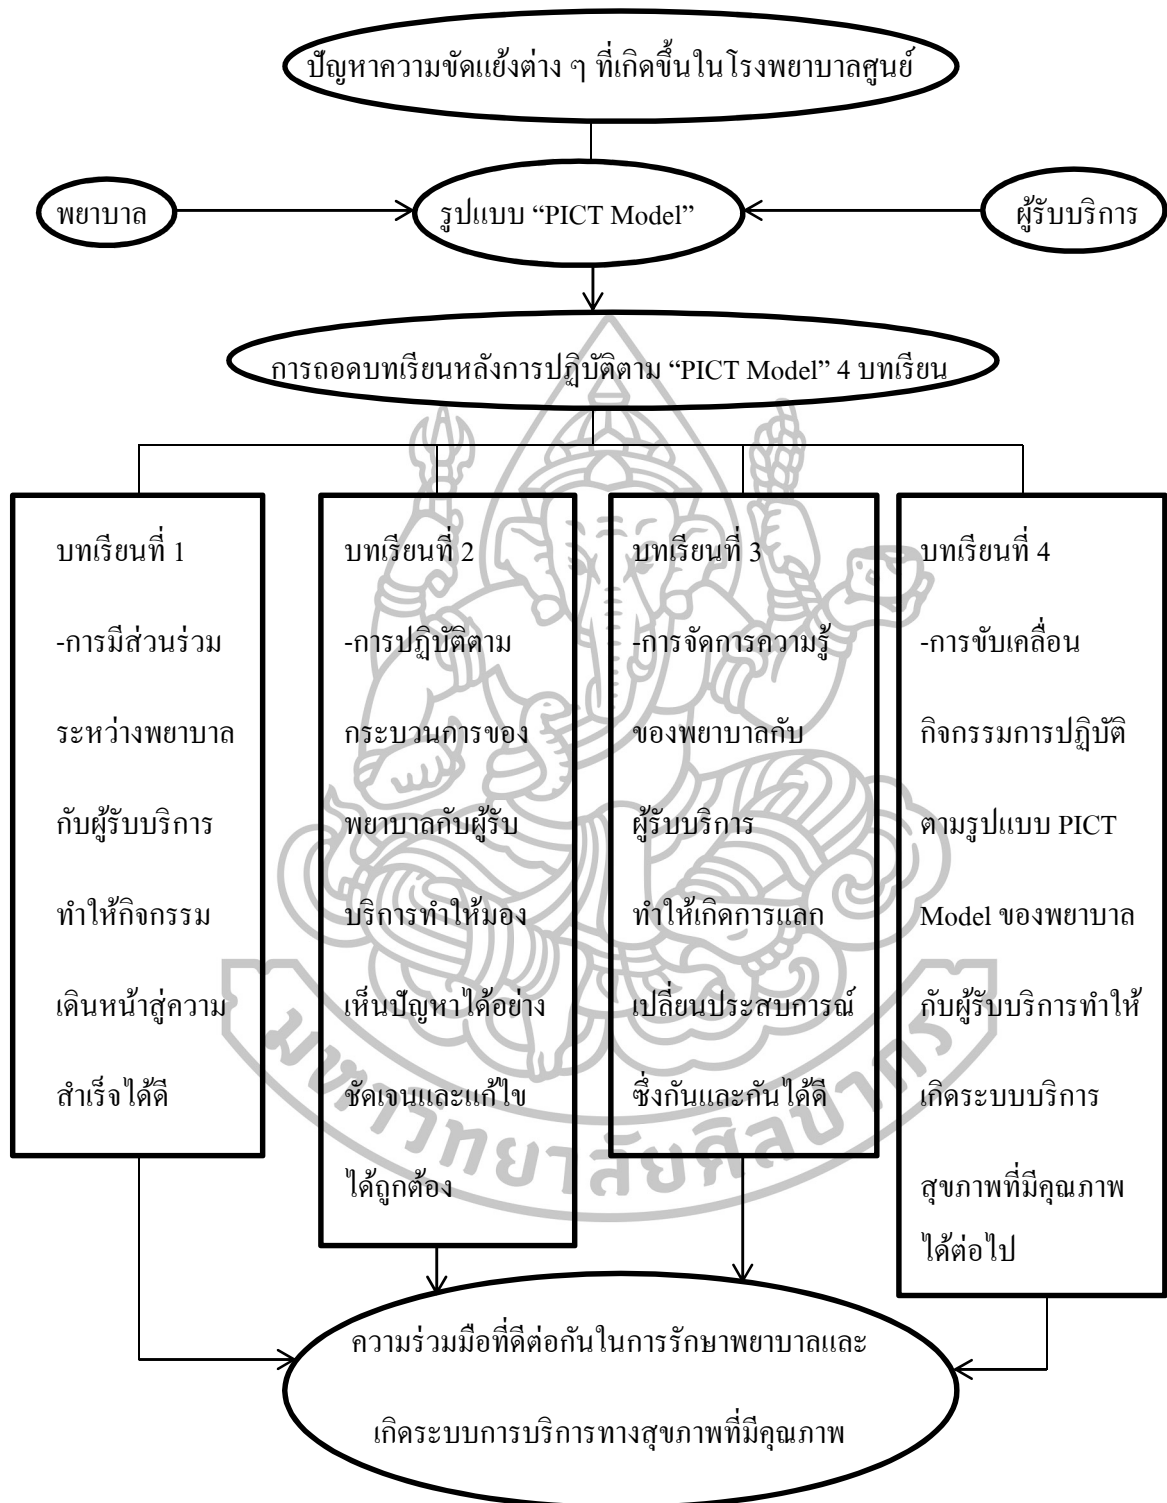 ปัญหาความขัดแย้งต่าง ๆ ที่เกิดขึ้นในโรงพยาบาลศูนย์
พยาบาล
รูปแบบ “PICT Model”
ผู้รับบริการ
การถอดบทเรียนหลังการปฏิบัติตาม “PICT Model” 4 บทเรียน
บทเรียนที่ 1
-การมีส่วนร่วม
ระหว่างพยาบาล
กับผู้รับบริการ
ทำให้กิจกรรม
เดินหน้าสู่ความ
สำเร็จได้ดี
บทเรียนที่ 2
-การปฏิบัติตาม
กระบวนการของ
พยาบาลกับผู้รับ
บริการทำให้มอง
เห็นปัญหาได้อย่าง
ชัดเจนและแก้ไข
ได้ถูกต้อง
บทเรียนที่ 3
-การจัดการความรู้
ของพยาบาลกับ
ผู้รับบริการ
ทำให้เกิดการแลก
เปลี่ยนประสบการณ์
ซึ่งกันและกันได้ดี
บทเรียนที่ 4
-การขับเคลื่อน
กิจกรรมการปฏิบัติ
ตามรูปแบบ PICT
Model ของพยาบาล
กับผู้รับบริการทำให้
เกิดระบบบริการ
สุขภาพที่มีคุณภาพ
ได้ต่อไป
ความร่วมมือที่ดีต่อกันในการรักษาพยาบาลและ
เกิดระบบการบริการทางสุขภาพที่มีคุณภาพ
มหาวิทยาลัยศิลปากร